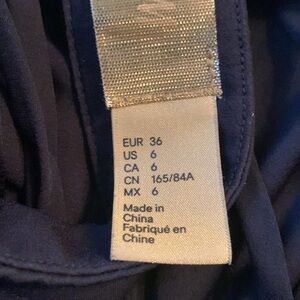 EUR 36
US 6
CA 6
CN 165/84A
MX 6
Made in
China
Fabriqué en
Chine